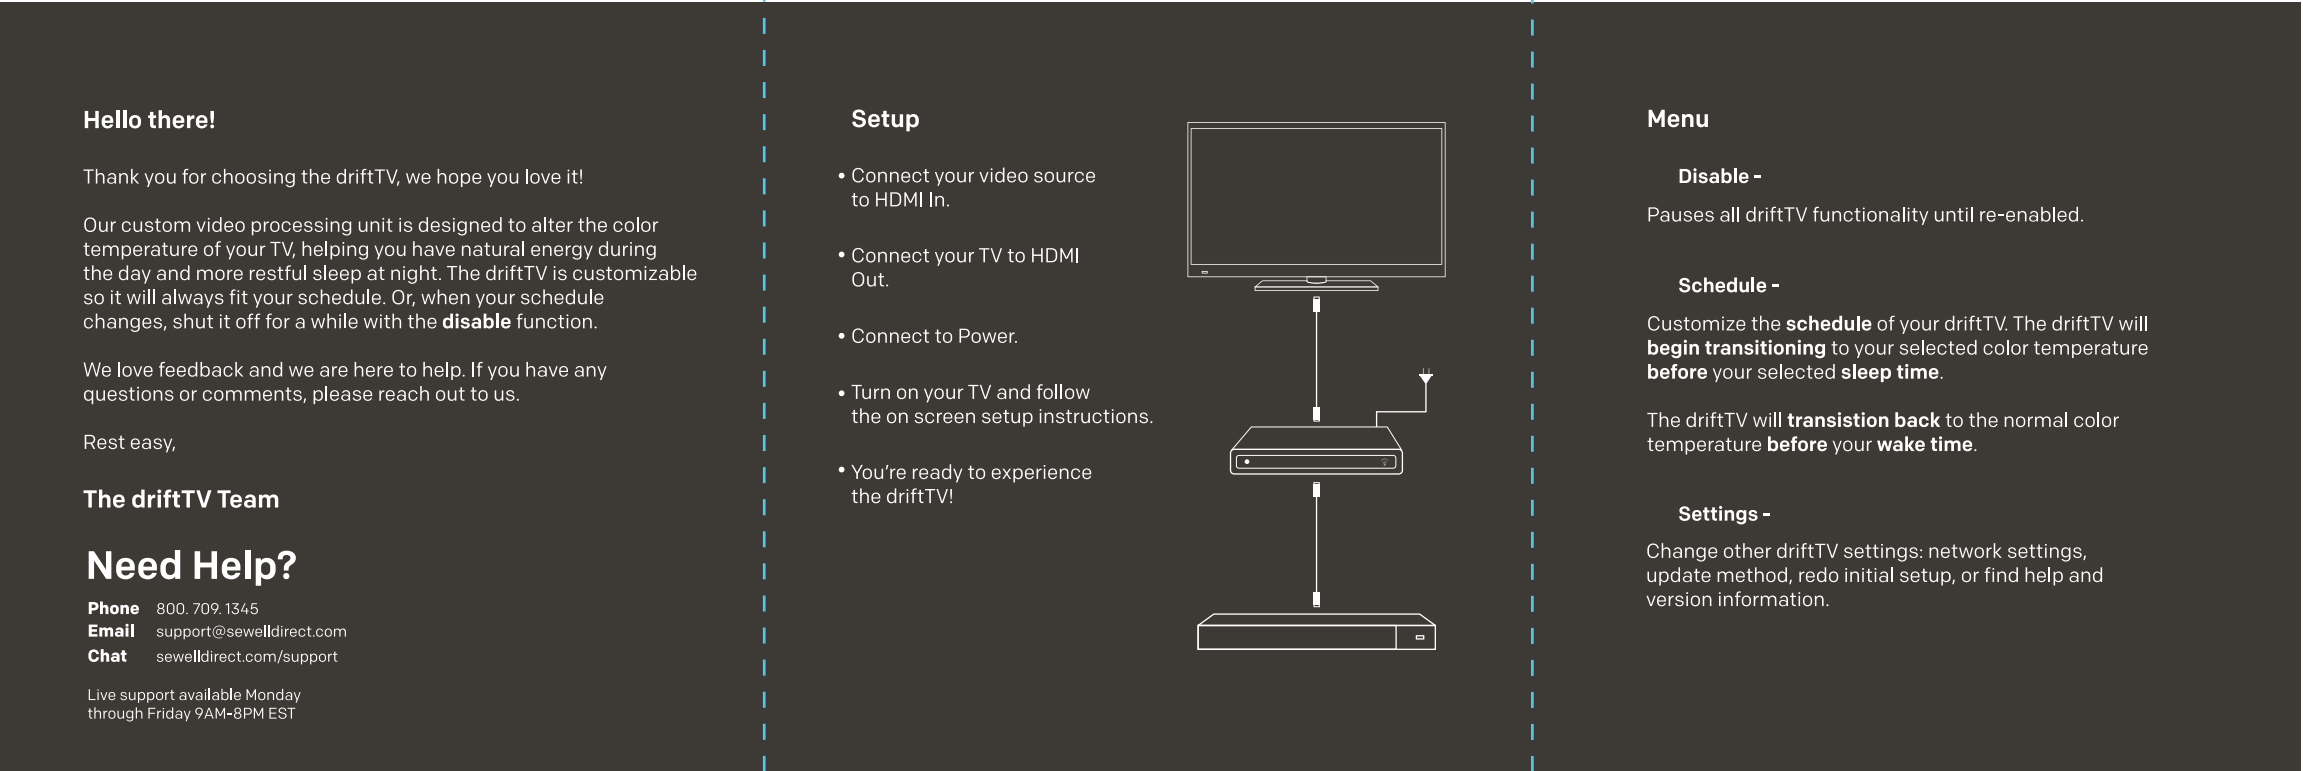 Hello there!
Thank you for choosing the driftTV, we hope you love it!
Our custom video processing unit is designed to alter the color
temperature of your TV, helping you have natural energy during
the day and more restful sleep at night. The driftTV is customizable
so it will always fit your schedule. Or, when your schedule
changes, shut it off for a while with the disable function.
We love feedback and we are here to help. If you have any
questions or comments, please reach out to us.
Rest easy,
The driftTV Team
Need Help?
Phone 800. 709. 1345
Email support@sewelldirect.com
Chat sewelldirect.com/support
Live support available Monday
through Friday 9AM-8PM EST
Setup
• Connect your video source
to HDMI In.
• Connect your TV to HDMI
Out.
• Connect to Power.
• Turn on your TV and follow
the on screen setup instructions.
• You're ready to experience
the driftTV!
Menu
Disable -
Pauses all driftTV functionality until re-enabled.
Schedule -
Customize the schedule of your driftTV. The driftTV will
begin transitioning to your selected color temperature
before your selected sleep time.
The driftTV will transistion back to the normal color
temperature before your wake time.
Settings -
Change other driftTV settings: network settings,
update method, redo initial setup, or find help and
version information.